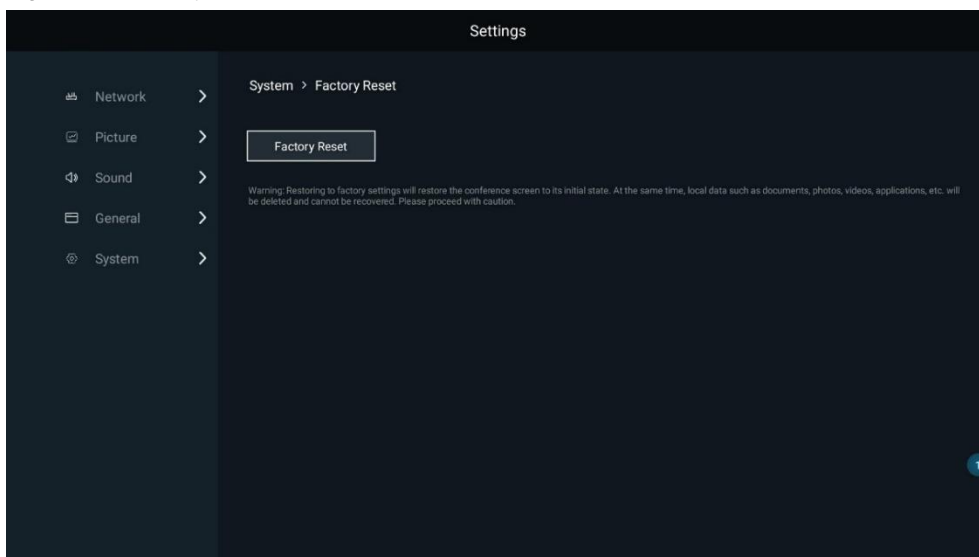 Settings
Network
Picture
Sound
General
System
System > Factory Reset
Factory Reset
Warning: Restoring to factory settings will restore the conference screen to its initial state. At the same time, local data such as documents, photos, videos, applications, etc. will
be deleted and cannot be recovered. Please proceed with caution.